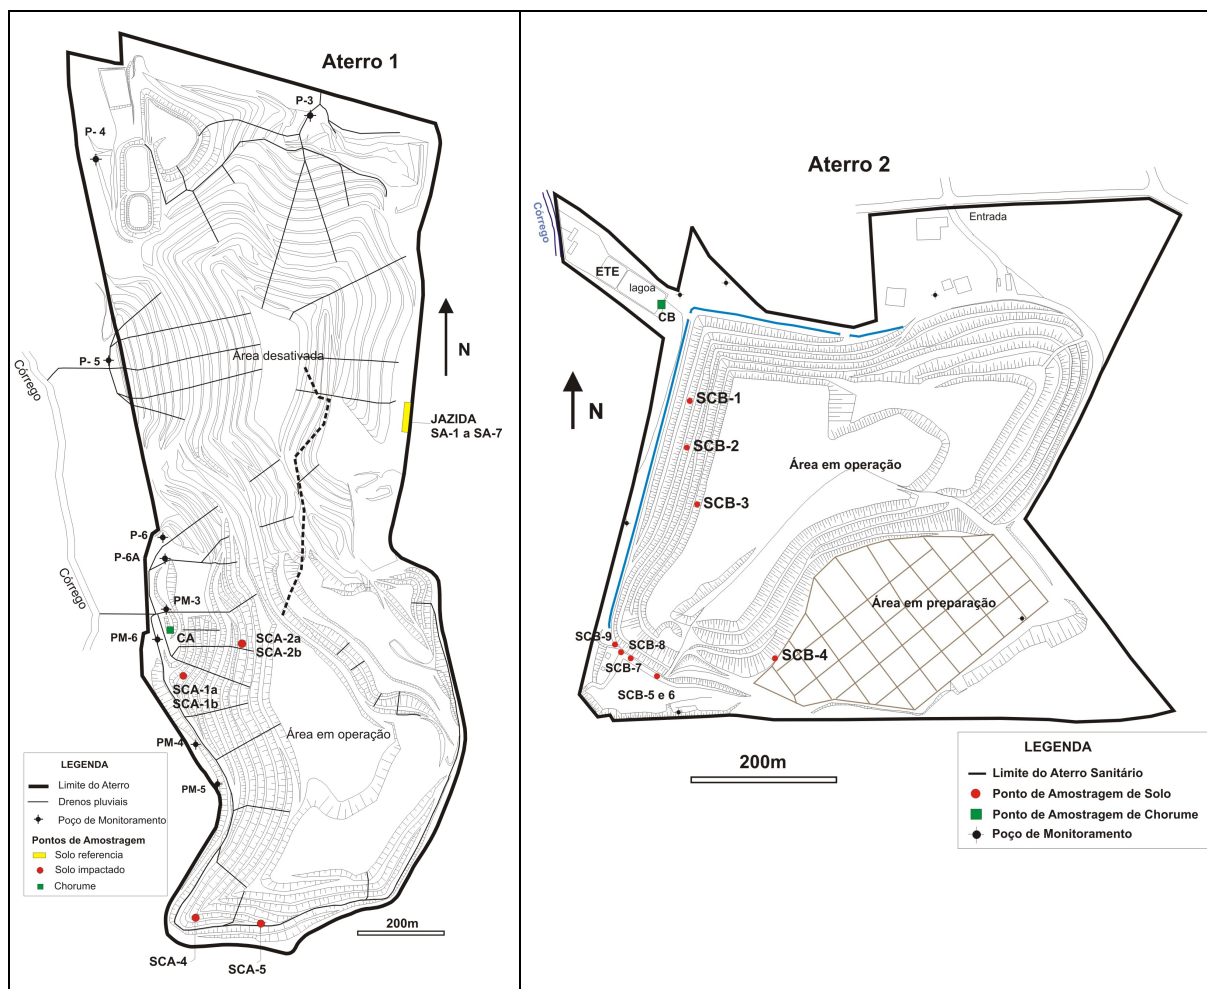 Aterro 1
P-3
P- 4
N
Córrego
P- 5
Área desativada
JAZIDA
SA-1 a SA-7
P-6
P-6A
Córrego
PM-3
PM-6
CA
SCA-2a
SCA-2b
SCA-1a
SCA-1b
Área em operação
PM-4
PM-5
LEGENDA
Limite do Aterro
Drenos pluviais
Poço de Monitoramento
Pontos de Amostragem
Solo referencia
Solo impactado
Chorume
200m
SCA-4
SCA-5
Aterro 2
Córrego
Entrada
ETE
lagoa
CB
N
SCB-1
SCB-2
Área em operação
SCB-3
Área em preparação
SCB-9
SCB-8
SCB-7
SCB-4
SCB-5 e 6
200m
LEGENDA
Limite do Aterro Sanitário
Ponto de Amostragem de Solo
Ponto de Amostragem de Chorume
Poço de Monitoramento